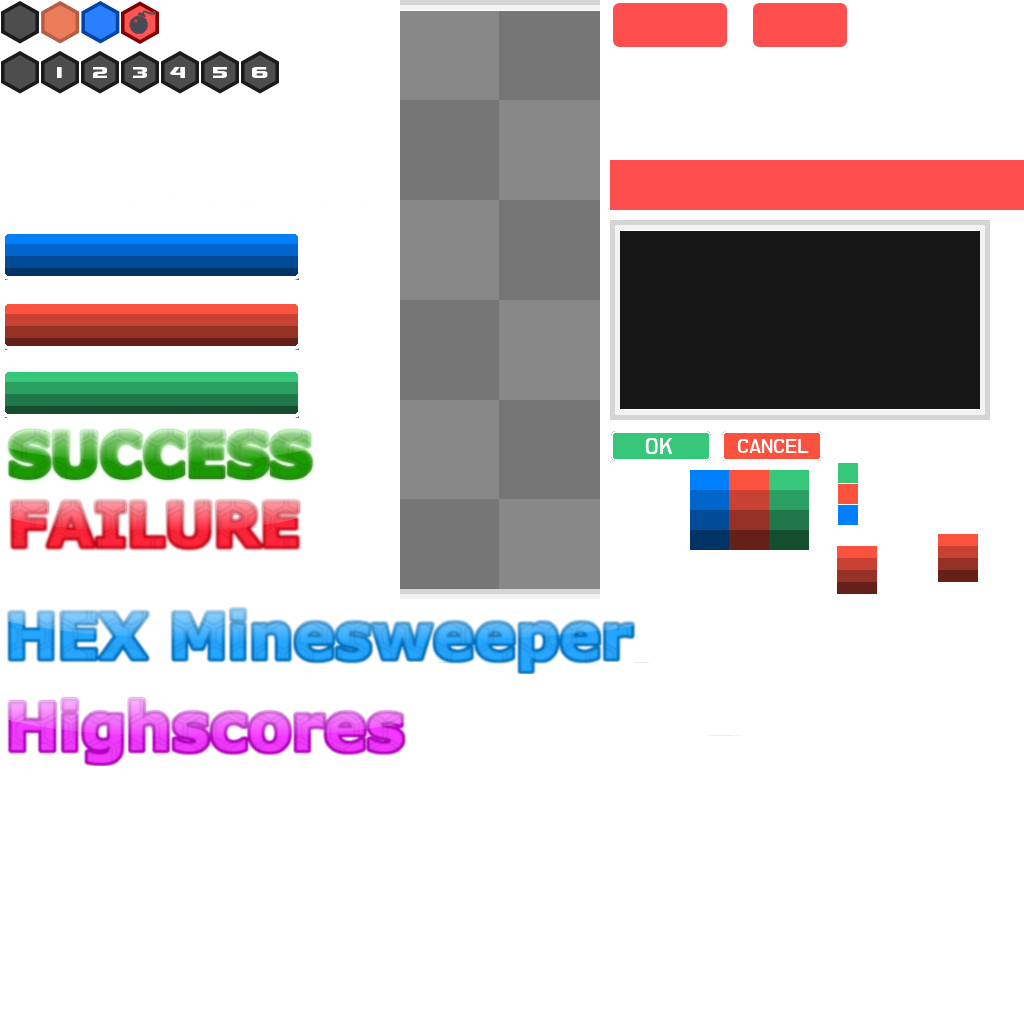 1 2 3 4 5 6
SUCCESS
OK CANCEL
FAILURE
HEX Minesweeper
Highscores